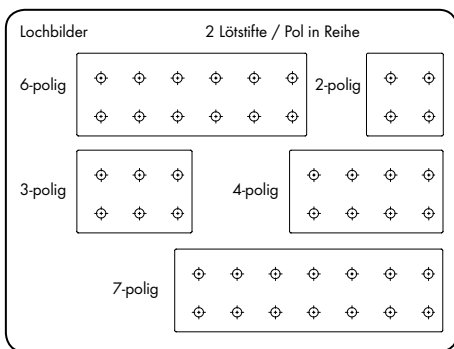 Lochbilder 2 Lötstifte / Pol in Reihe
6-polig 2-polig
3-polig 4-polig
7-polig